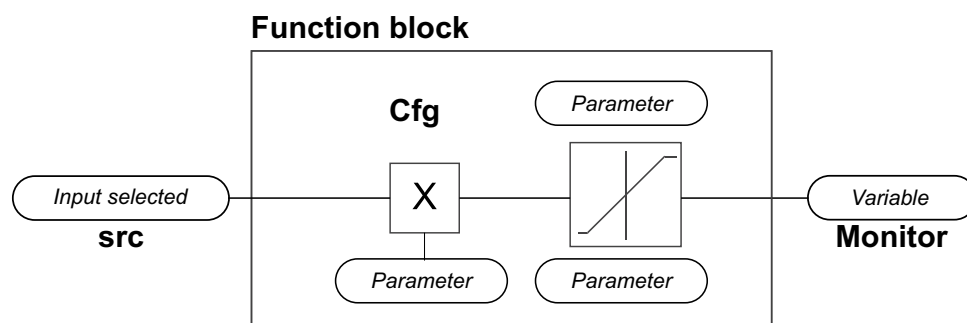 Function block
Parameter
Cfg
X
Input selected
Variable
src
Monitor
Parameter
Parameter